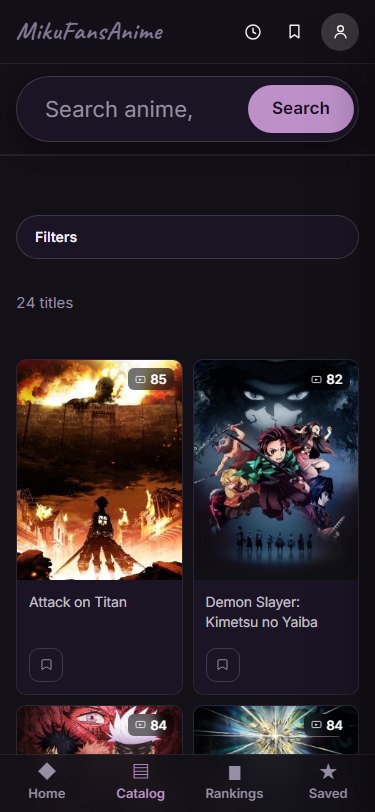 MikuFansAnime
Search anime,
Search
Filters
24 titles
85
82
Attack on Titan
Demon Slayer:
Kimetsu no Yaiba
84
84
Home
Catalog
Rankings
Saved